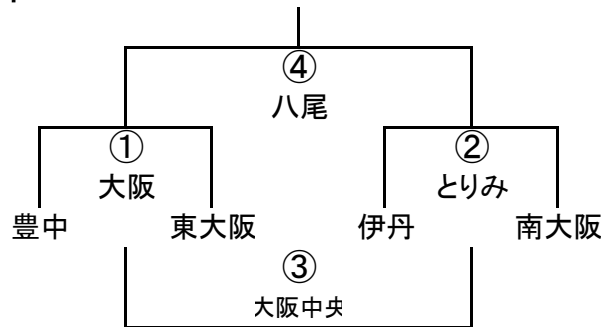 ④
八尾
① ②
大阪 とりみ
豊中 東大阪 伊丹 南大阪
③
大阪中央